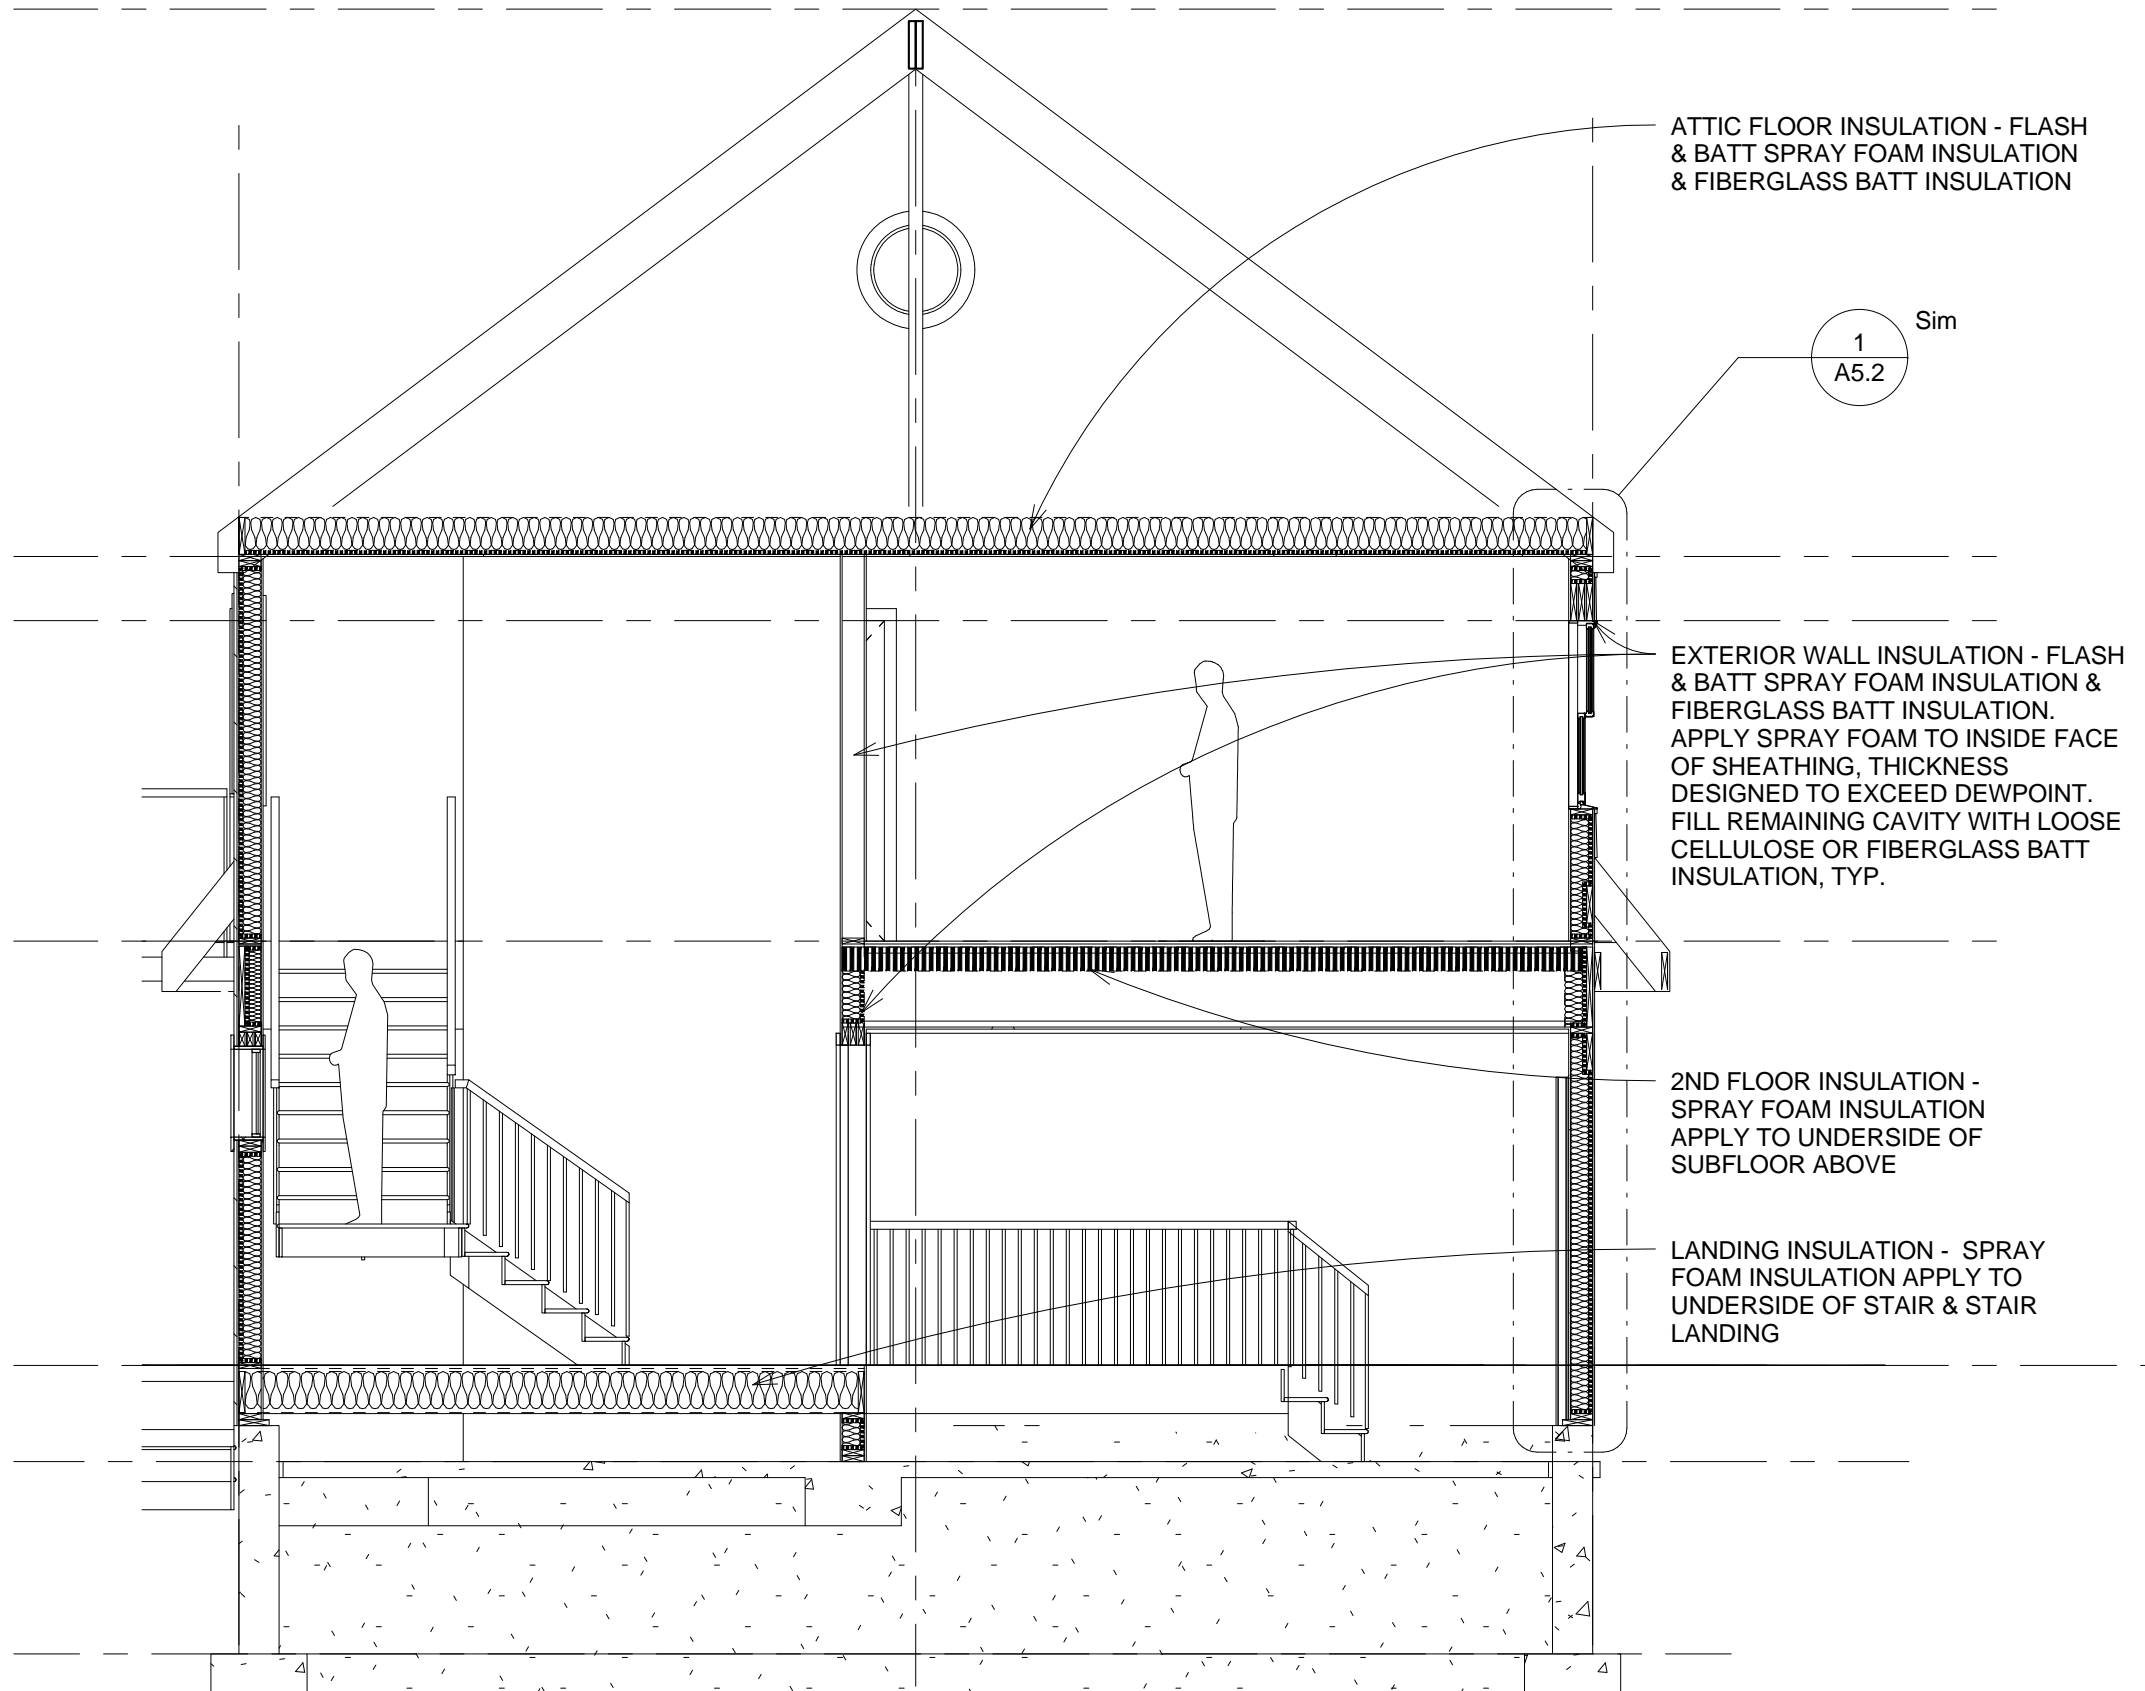 ATTIC FLOOR INSULATION - FLASH
& BATT SPRAY FOAM INSULATION
& FIBERGLASS BATT INSULATION
Sim
1
A5.2
EXTERIOR WALL INSULATION - FLASH
& BATT SPRAY FOAM INSULATION &
FIBERGLASS BATT INSULATION.
APPLY SPRAY FOAM TO INSIDE FACE
OF SHEATHING, THICKNESS
DESIGNED TO EXCEED DEWPOINT.
FILL REMAINING CAVITY WITH LOOSE
CELLULOSE OR FIBERGLASS BATT
INSULATION, TYP.
2ND FLOOR INSULATION -
SPRAY FOAM INSULATION
APPLY TO UNDERSIDE OF
SUBFLOOR ABOVE
LANDING INSULATION - SPRAY
FOAM INSULATION APPLY TO
UNDERSIDE OF STAIR & STAIR
LANDING